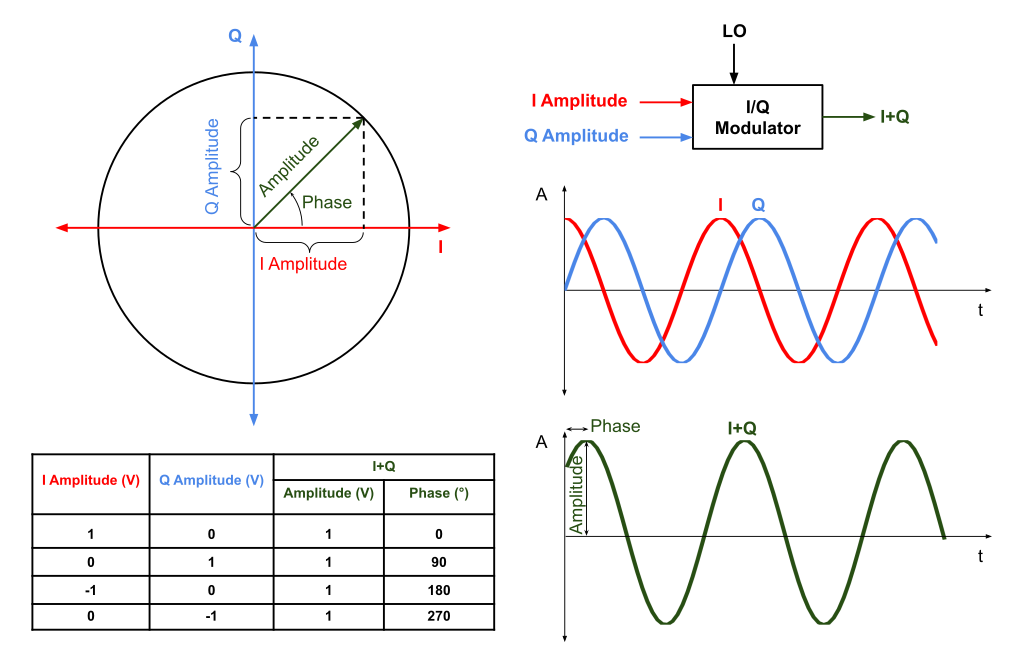 Q
Q Amplitude
Amplitude
Phase
I
I Amplitude
LO
I Amplitude
Q Amplitude
I/Q
Modulator
I+Q
A
I
Q
t
A
Phase
I+Q
Amplitude
t
I Amplitude (V)
Q Amplitude (V)
I+Q
Amplitude (V)
Phase (°)
1 0 1 0
0 1 1 90
-1 0 1 180
0 -1 1 270